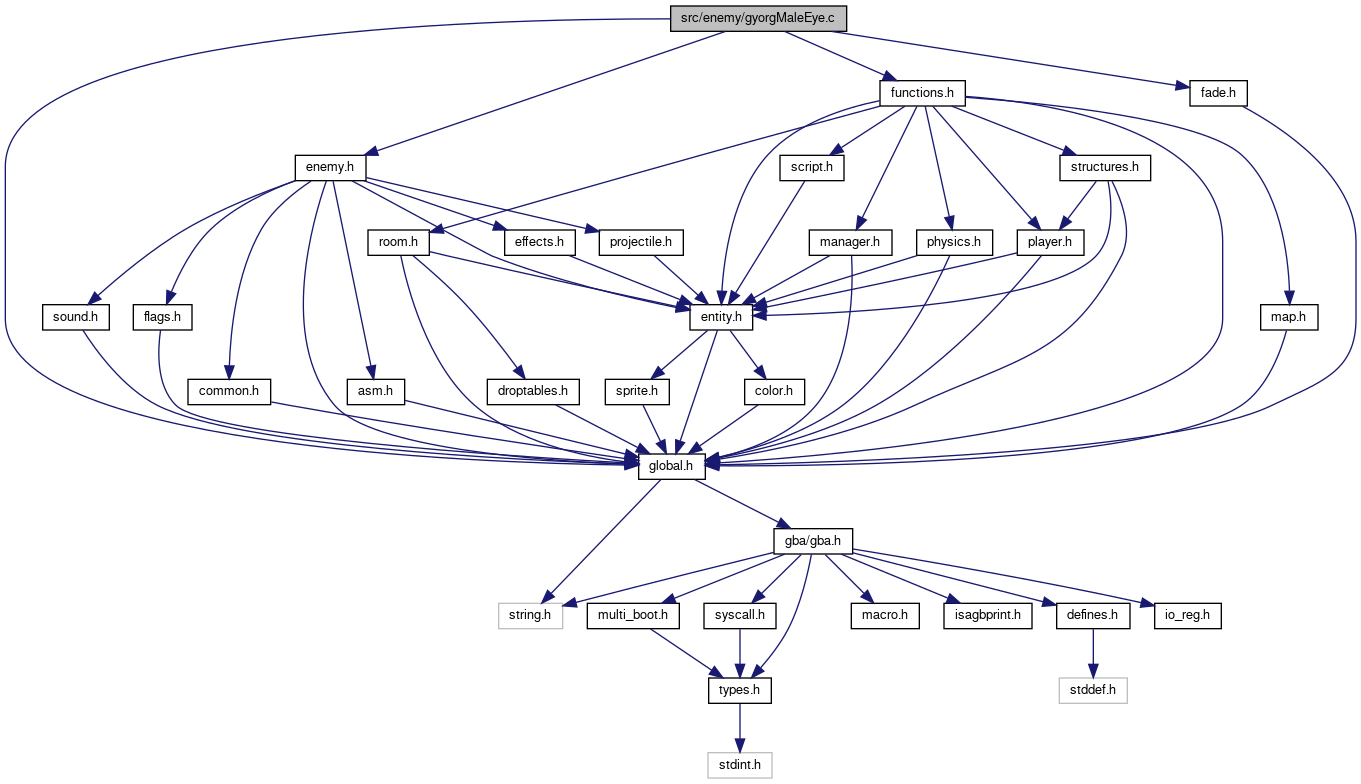 src/enemy/gyorgMaleEye.c
functions.h
fade.h
enemy.h
script.h
structures.h
room.h
effects.h
projectile.h
manager.h
physics.h
player.h
sound.h
flags.h
entity.h
map.h
common.h
asm.h
droptables.h
sprite.h
color.h
global.h
gba/gba.h
string.h
multi_boot.h
syscall.h
macro.h
isagbprint.h
defines.h
io_reg.h
types.h
stddef.h
stdint.h